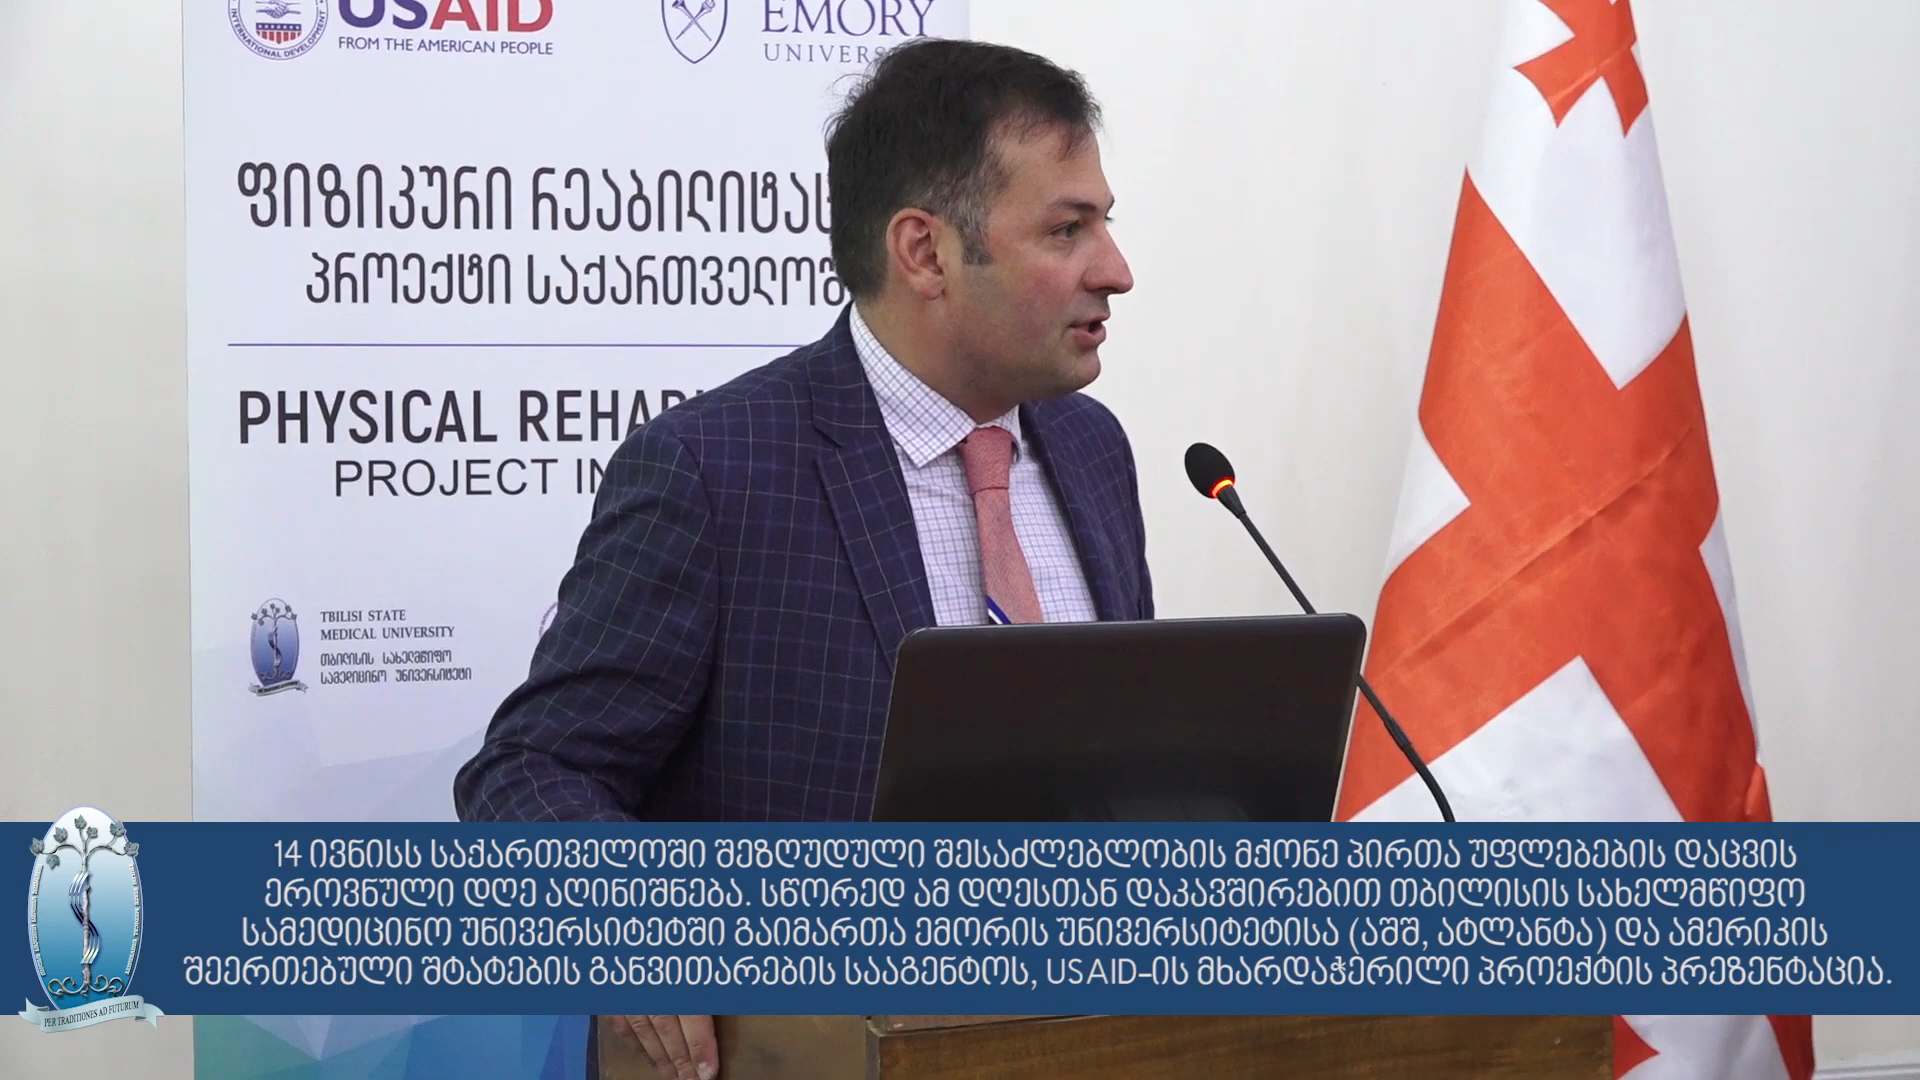 INTERNATIONAL DEVELOPMENT
USAID
FROM THE AMERICAN PEOPLE
EMORY
ფიზიკური
პროექტი
PHYSICAL
PROJECT IN
TBILISI STATE
MEDICAL UNIVERSITY
თბილისის სახელმწიფო
სამედიცინო უნივერსიტეტი
14 ივნისს საქართველოში შეზღუდული შესაძლებლობის მქონე პირთა უფლებების დაცვის
ეროვნული დღე აღინიშნება. სწორედ ამ დღესთან დაკავშირებით თბილისის სახელმწიფო
სამედიცინო უნივერსიტეტში გაიმართა ემორის უნივერსიტეტისა (აშშ, ატლანტა) და ამერიკის
შეერთებული შტატების განვითარების სააგენტოს, USAID-ის მხარდაჭერილი პროექტის პრეზენტაცია.
PER TRADITIONES AD FUTURUM